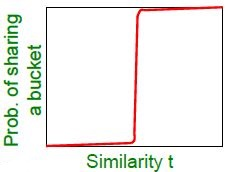 Prob. of sharing
a bucket
Similarity t